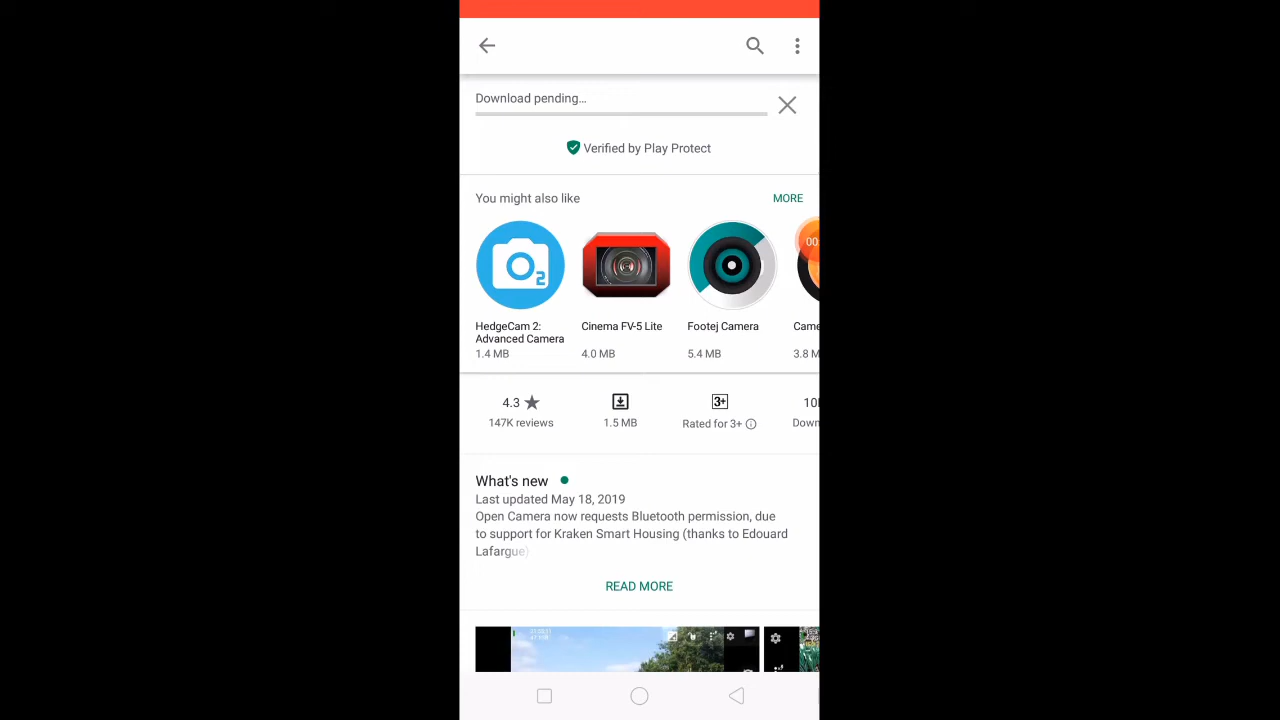 Download pending...
Verified by Play Protect
You might also like
MORE
00:
HedgeCam 2:
Advanced Camera
1.4 MB
Cinema FV-5 Lite
4.0 MB
Footej Camera
5.4 MB
Came
3.8 M
4.3
147K reviews
1.5 MB
3+
Rated for 3+
10
Down
What's new
Last updated May 18, 2019
Open Camera now requests Bluetooth permission, due
to support for Kraken Smart Housing (thanks to Edouard
Lafargue)
READ MORE